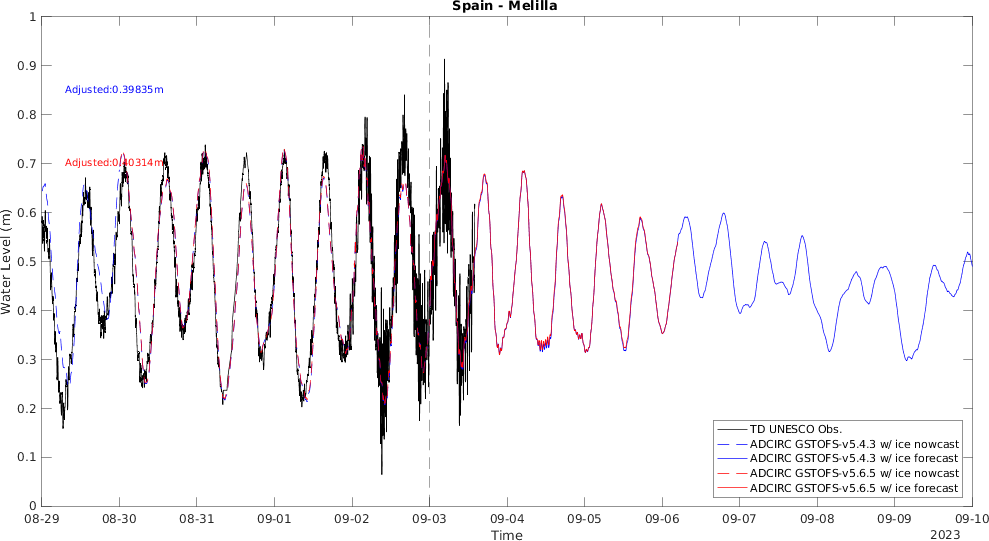 Spain - Melilla
1
0.9
0.8
0.7
0.6
0.5
0.4
0.3
0.2
0.1
0
Water Level (m)
Adjusted:0.39835m
Adjusted:0.40314m
TD UNESCO Obs.
ADCIRC GSTOFS-v5.4.3 w/ ice nowcast
ADCIRC GSTOFS-v5.4.3 w/ ice forecast
ADCIRC GSTOFS-v5.6.5 w/ ice nowcast
ADCIRC GSTOFS-v5.6.5 w/ ice forecast
08-29 08-30 08-31 09-01 09-02 09-03 09-04 09-05 09-06 09-07 09-08 09-09 09-10
Time
2023